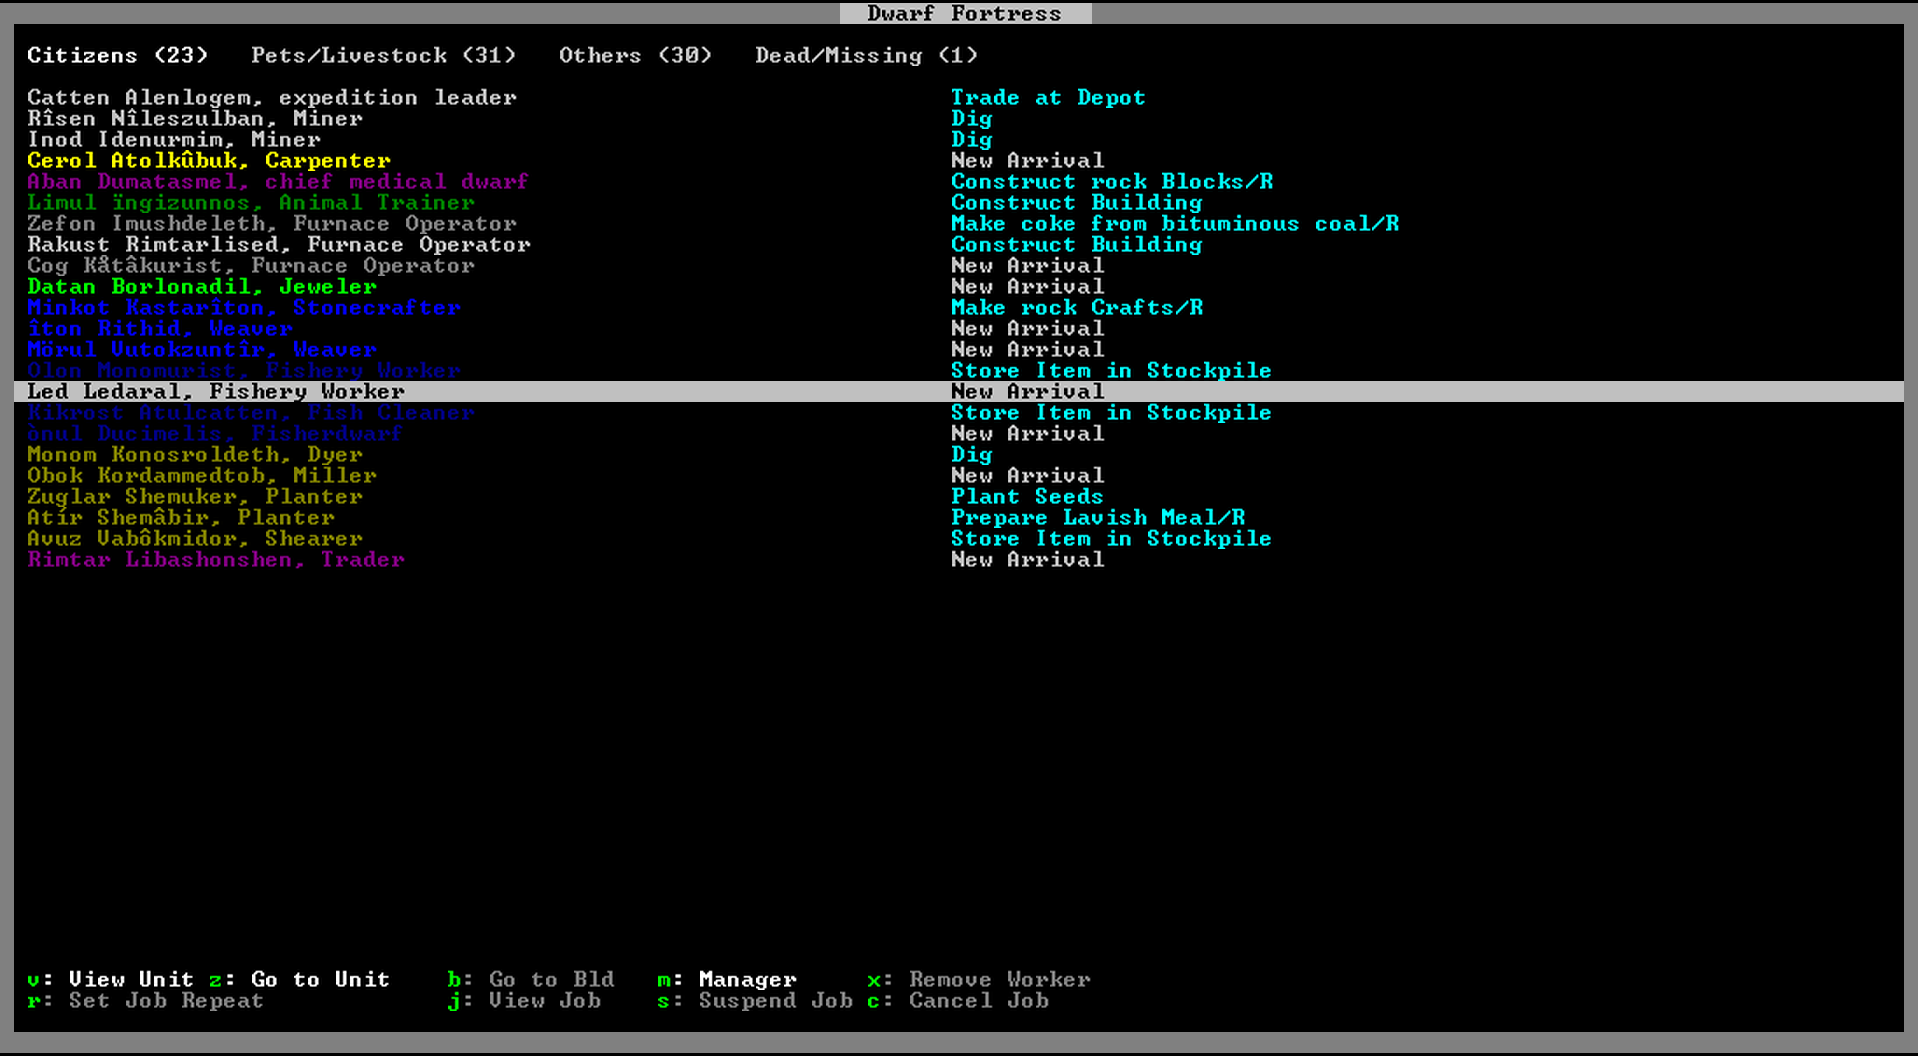 Dwarf Fortress
Citizens (23) Pets/Livestock (31) Others (30) Dead/Missing (1)
Catten Alenlogem, expedition leader Trade at Depot
Rîsen Nîleszulban, Miner Dig
Inod Idenurmim, Miner Dig
Cerol Atolkûbuk, Carpenter New Arrival
Aban Dumatasmel, chief medical dwarf Construct rock Blocks/R
Limul ïngizunnos, Animal Trainer Construct Building
Zefon Imushdeleth, Furnace Operator Make coke from bituminous coal/R
Rakust Rimtarlised, Furnace Operator Construct Building
Cog Kåtâkurist, Furnace Operator New Arrival
Datan Borlonadil, Jeweler New Arrival
Minkot Kastarîton, Stonecrafter Make rock Crafts/R
îton Rithid, Weaver New Arrival
Mörul Vutokzuntîr, Weaver New Arrival
Olon Monomurist, Fishery Worker Store Item in Stockpile
Led Ledaral, Fishery Worker New Arrival
Kikrost Atulcatten, Fish Cleaner Store Item in Stockpile
ònul Ducimelis, Fisherdwarf New Arrival
Monom Konosroldeth, Dyer Dig
Obok Kordammedtob, Miller New Arrival
Zuglar Shemuker, Planter Plant Seeds
Atír Shemâbir, Planter Prepare Lavish Meal/R
Avuz Vabôkmidor, Shearer Store Item in Stockpile
Rimtar Libashonshen, Trader New Arrival
v: View Unit z: Go to Unit b: Go to Bld m: Manager x: Remove Worker
r: Set Job Repeat j: View Job s: Suspend Job c: Cancel Job